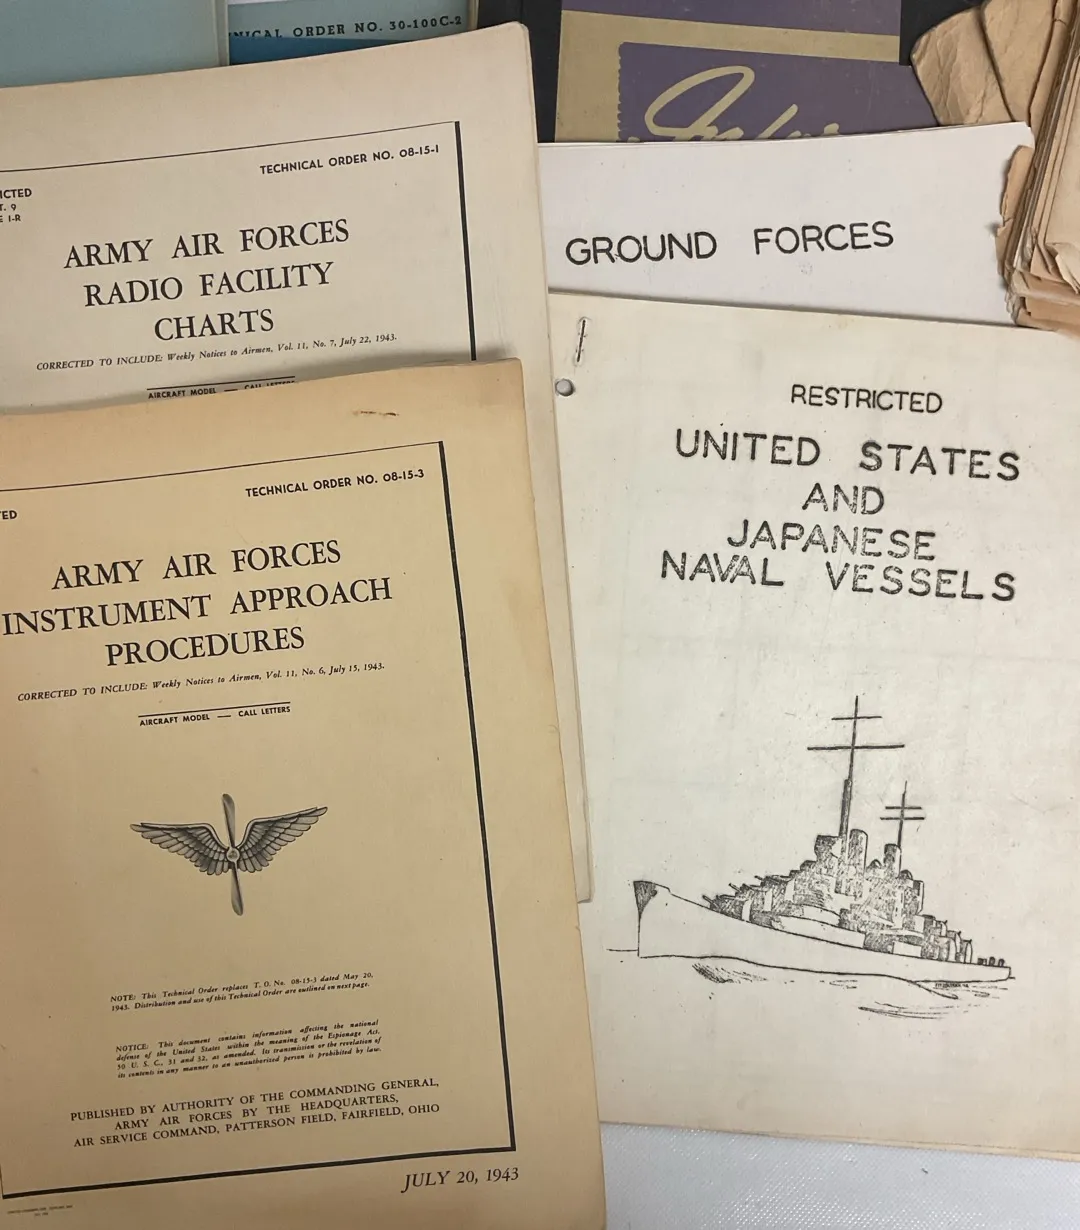 NICAL ORDER NO. 30-100C-2
TECHNICAL ORDER NO. 08-15-1
ICTED
T. 9
E 1-R
ARMY AIR FORCES
RADIO FACILITY
CHARTS
CORRECTED TO INCLUDE: Weekly Notices to Airmen, Vol. 11, No. 7, July 22, 1943.
AIRCRAFT MODEL — CALL LETTERS
TECHNICAL ORDER NO. 08-15-3
ED
ARMY AIR FORCES
INSTRUMENT APPROACH
PROCEDURES
CORRECTED TO INCLUDE: Weekly Notices to Airmen, Vol. 11, No. 6, July 15, 1943.
AIRCRAFT MODEL — CALL LETTERS
NOTE: This Technical Order replaces T. O. No. 08-15-3 dated May 20,
1943. Distribution and use of this Technical Order are outlined on next page.
NOTICE: This document contains information affecting the national
defense of the United States within the meaning of the Espionage Act,
50 U. S. C., 31 and 32, as amended. Its transmission or the revelation of
its contents in any manner to an unauthorized person is prohibited by law.
PUBLISHED BY AUTHORITY OF THE COMMANDING GENERAL,
ARMY AIR FORCES BY THE HEADQUARTERS,
AIR SERVICE COMMAND, PATTERSON FIELD, FAIRFIELD, OHIO
JULY 20, 1943
GROUND FORCES
RESTRICTED
UNITED STATES
AND
JAPANESE
NAVAL VESSELS